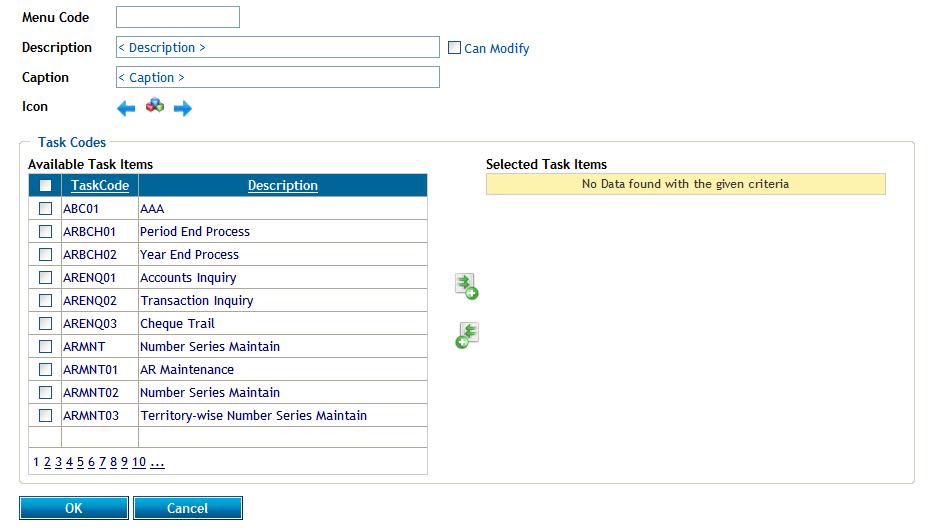 Menu Code
Description < Description > Can Modify
Caption < Caption >
Icon
Task Codes
Available Task Items
TaskCode Description
ABC01 AAA
ARBCH01 Period End Process
ARBCH02 Year End Process
ARENQ01 Accounts Inquiry
ARENQ02 Transaction Inquiry
ARENQ03 Cheque Trail
ARMNT Number Series Maintain
ARMNT01 AR Maintenance
ARMNT02 Number Series Maintain
ARMNT03 Territory-wise Number Series Maintain
1 2 3 4 5 6 7 8 9 10 ...
Selected Task Items
No Data found with the given criteria
OK Cancel